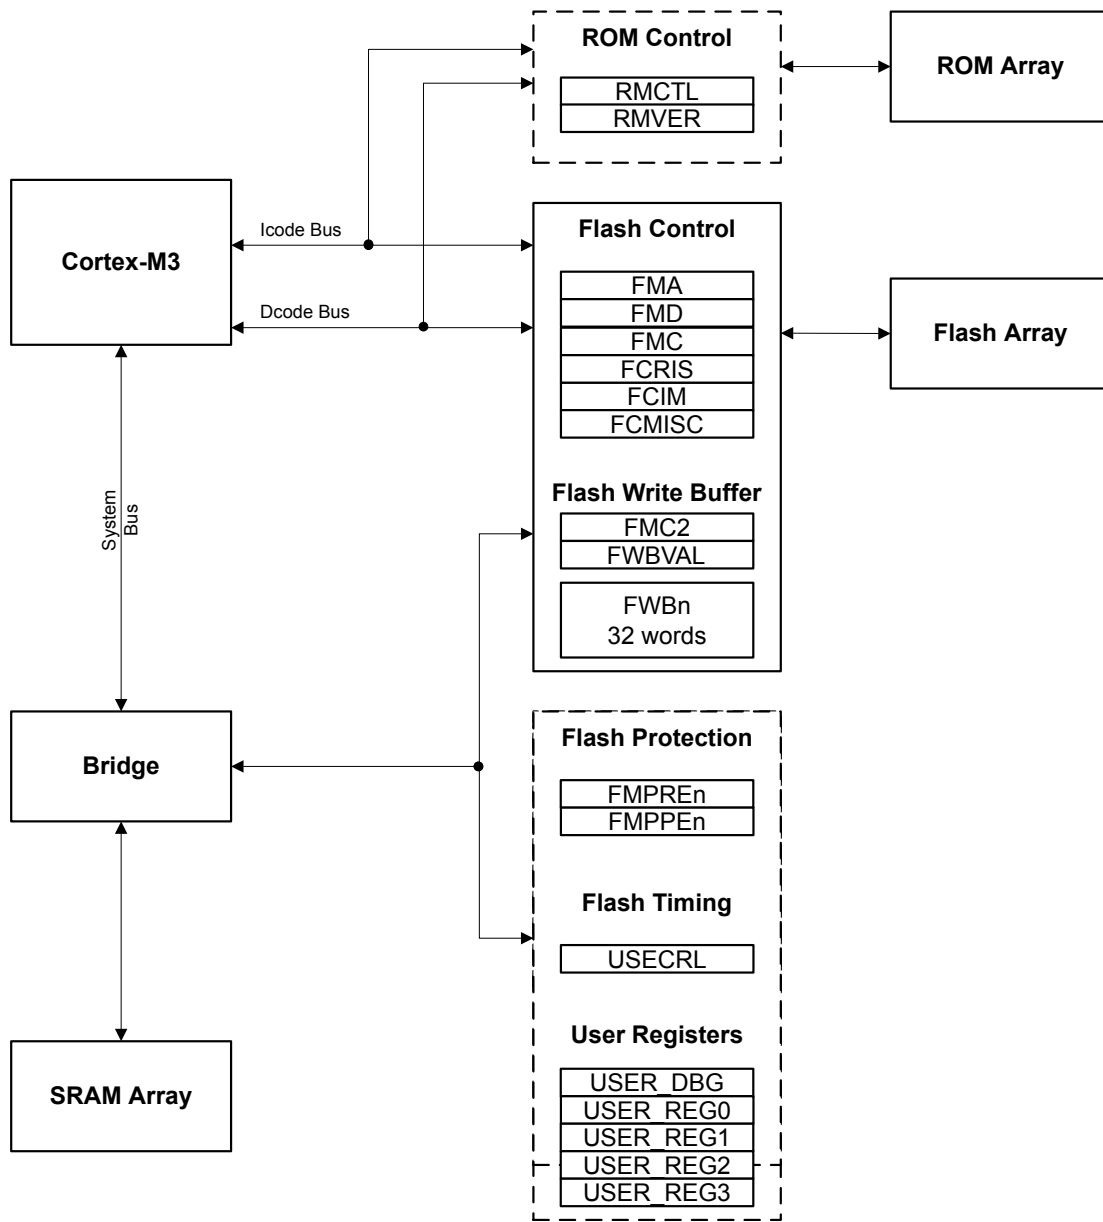 ROM Control
RMCTL
RMVER
ROM Array
Cortex-M3
Icode Bus
Dcode Bus
Flash Control
FMA
FMD
FMC
FCRIS
FCIM
FCMISC
Flash Array
System
Bus
Flash Write Buffer
FMC2
FWBVAL
FWBn
32 words
Bridge
Flash Protection
FMPREn
FMPPEn
Flash Timing
USECRL
User Registers
USER_DBG
USER_REG0
USER_REG1
USER_REG2
USER_REG3
SRAM Array